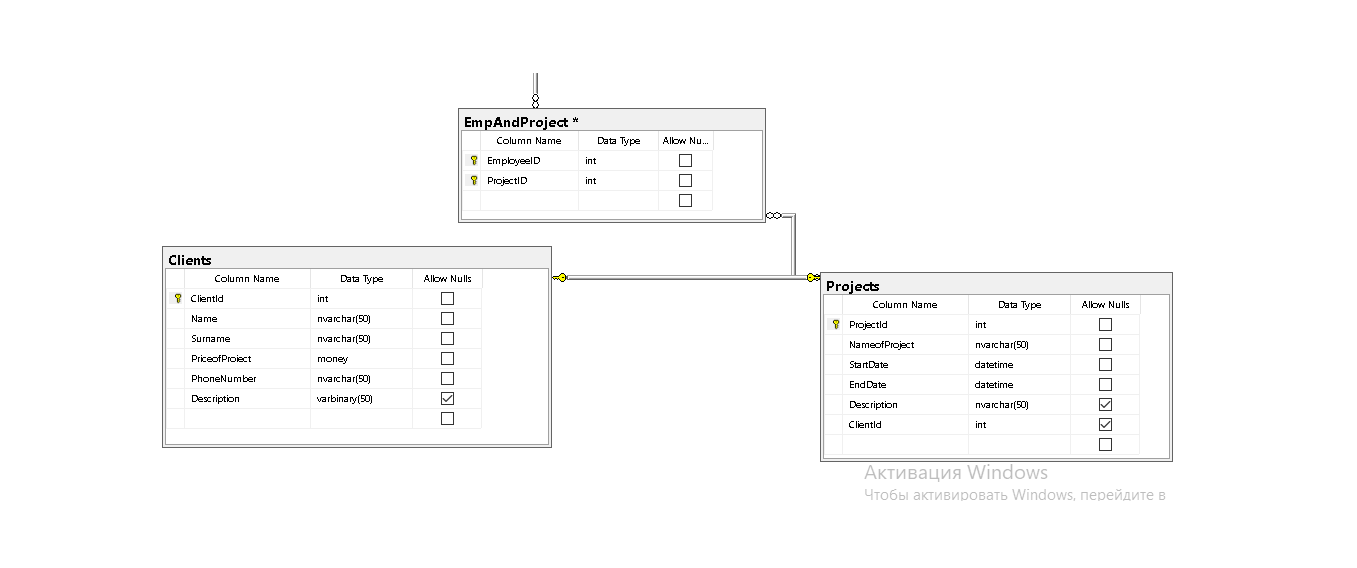 EmpAndProject *
Column Name Data Type Allow Nu...
EmployeeID int
ProjectID int
Clients
Column Name Data Type Allow Nulls
ClientId int
Name nvarchar(50)
Surname nvarchar(50)
PriceofProject money
PhoneNumber nvarchar(50)
Description varbinary(50)
Projects
Column Name Data Type Allow Nulls
ProjectId int
NameofProject nvarchar(50)
StartDate datetime
EndDate datetime
Description nvarchar(50)
ClientId int
Активация Windows
Чтобы активировать Windows, перейдите в